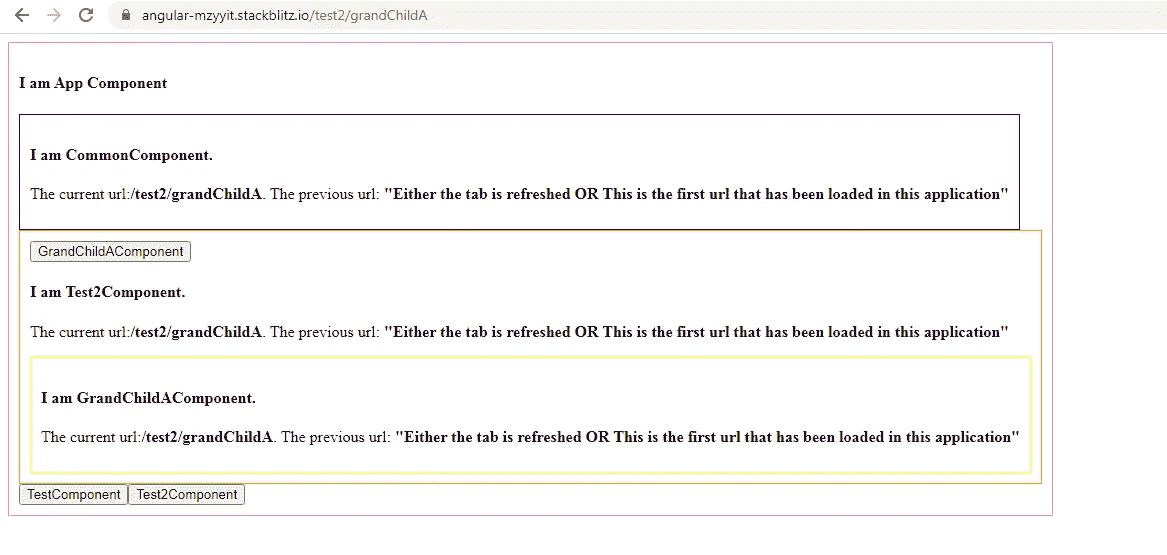 angular-mzyyit.stackblitz.io/test2/grandChildA
I am App Component
I am CommonComponent.
The current url:/test2/grandChildA. The previous url: "Either the tab is refreshed OR This is the first url that has been loaded in this application"
GrandChildAComponent
I am Test2Component.
The current url:/test2/grandChildA. The previous url: "Either the tab is refreshed OR This is the first url that has been loaded in this application"
I am GrandChildAComponent.
The current url:/test2/grandChildA. The previous url: "Either the tab is refreshed OR This is the first url that has been loaded in this application"
TestComponent Test2Component